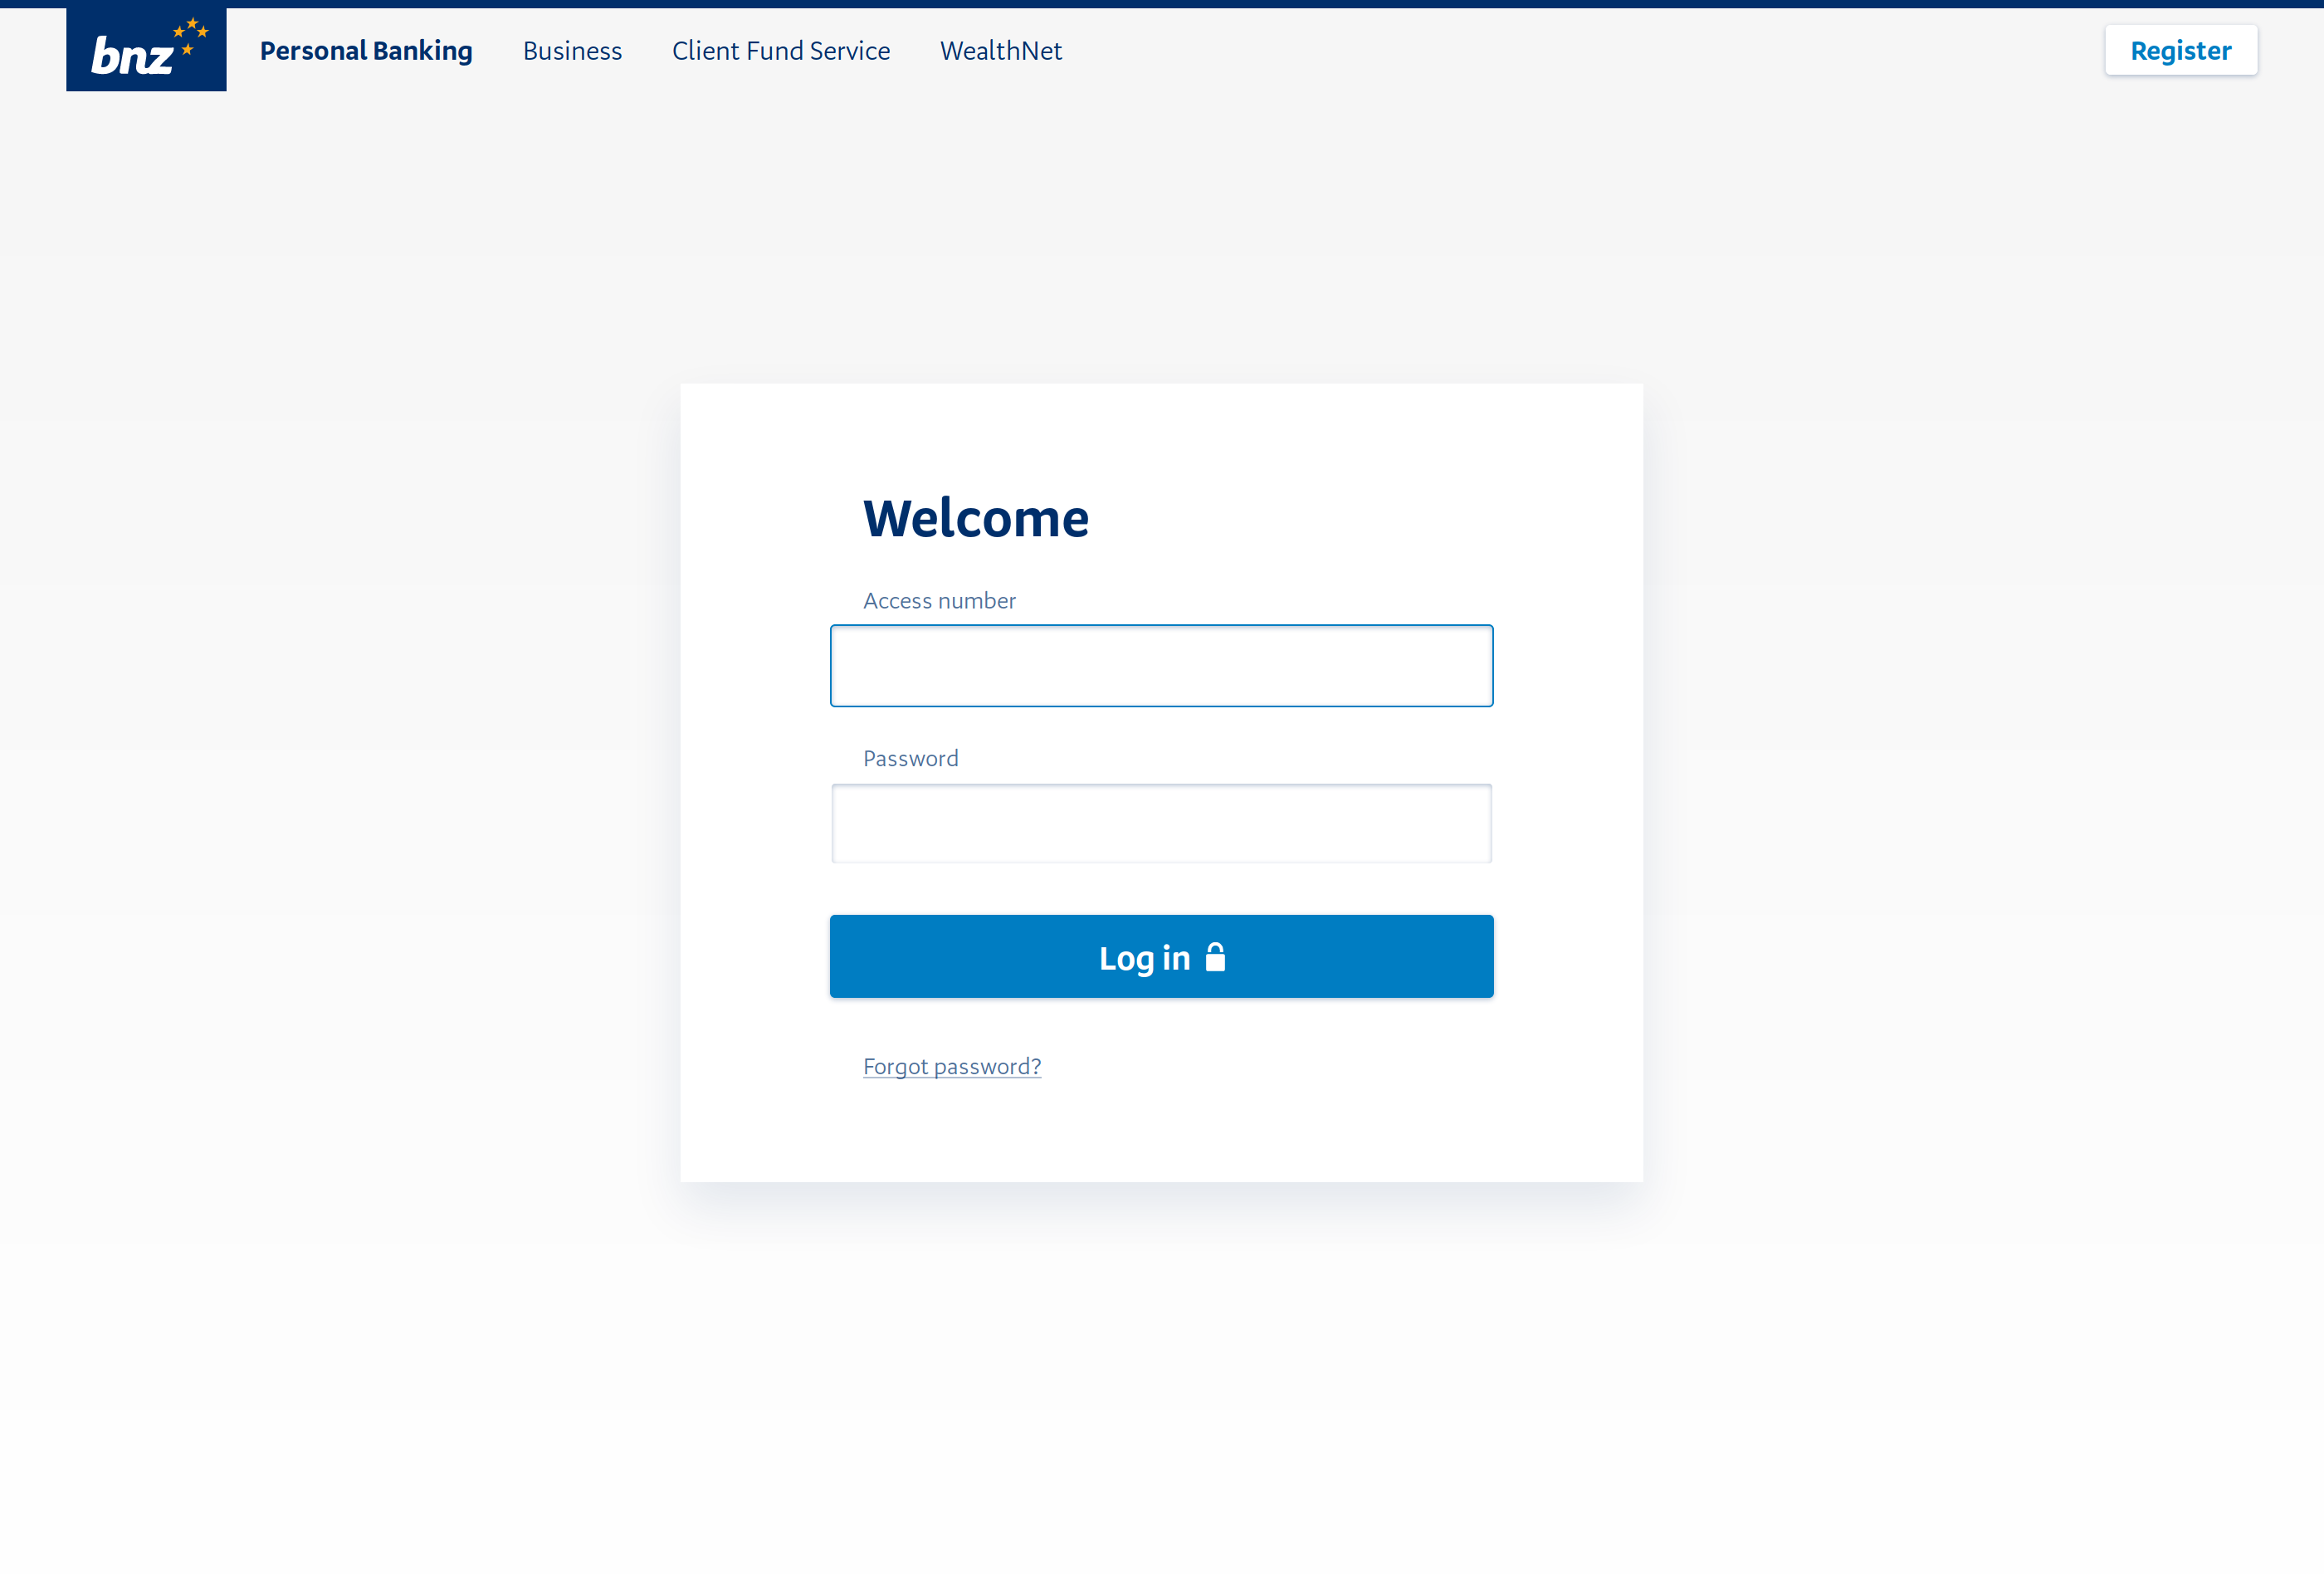 bnz
Personal Banking Business Client Fund Service WealthNet Register
Welcome
Access number
Password
Log in
Forgot password?